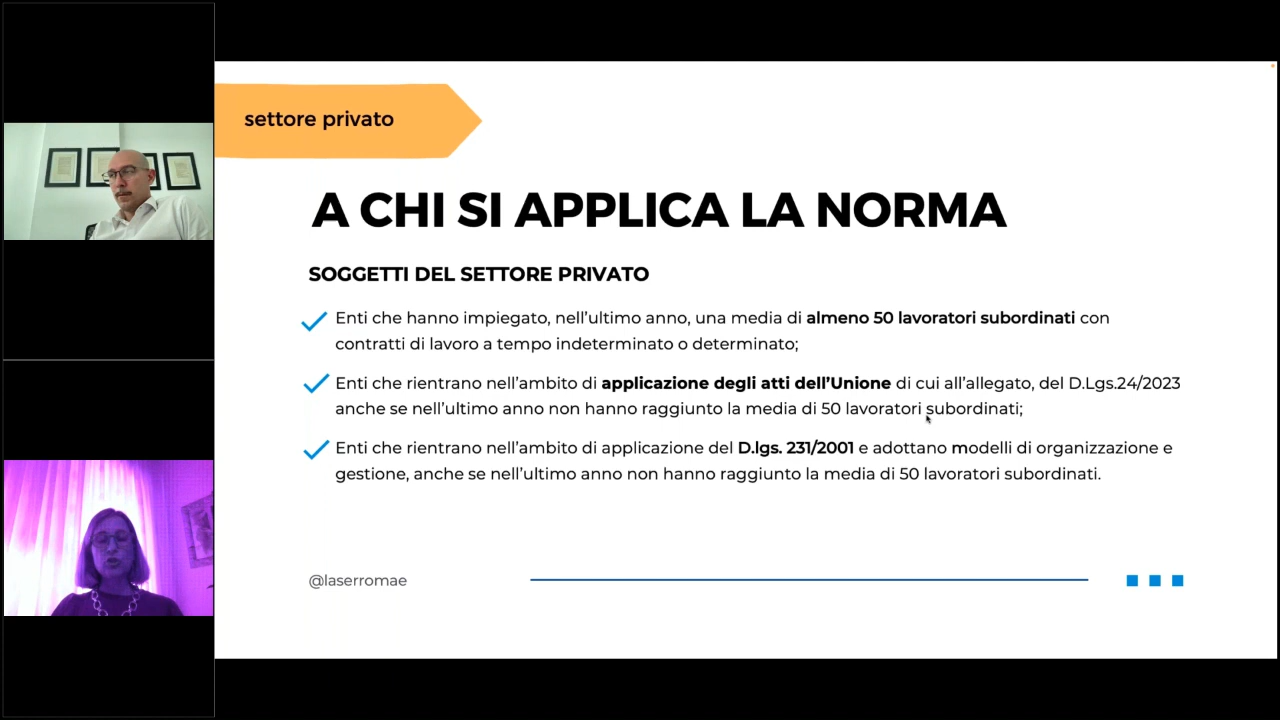 settore privato
A CHI SI APPLICA LA NORMA
SOGGETTI DEL SETTORE PRIVATO
Enti che hanno impiegato, nell'ultimo anno, una media di almeno 50 lavoratori subordinati con
contratti di lavoro a tempo indeterminato o determinato;
Enti che rientrano nell'ambito di applicazione degli atti dell'Unione di cui all'allegato, del D.Lgs.24/2023
anche se nell'ultimo anno non hanno raggiunto la media di 50 lavoratori subordinati;
Enti che rientrano nell'ambito di applicazione del D.lgs. 231/2001 e adottano modelli di organizzazione e
gestione, anche se nell'ultimo anno non hanno raggiunto la media di 50 lavoratori subordinati.
@laserromae